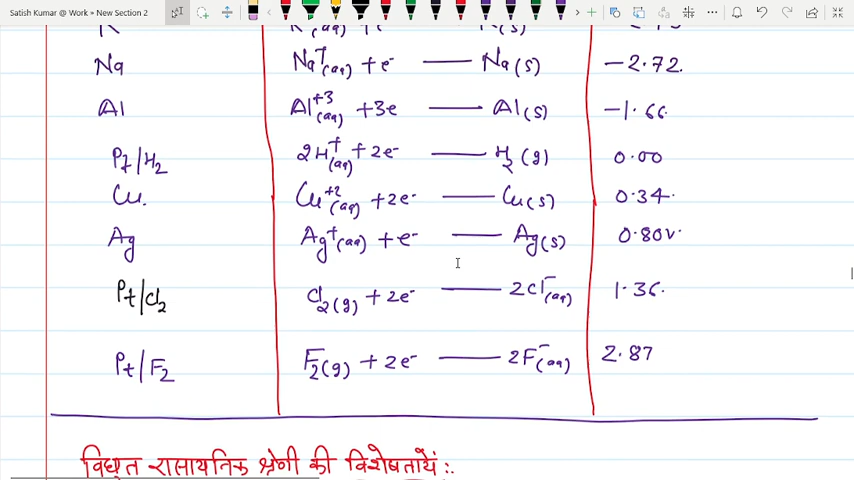 Satish Kumar @ Work » New Section 2
Na Na⁺(aq) + e⁻ — Na(s) -2.72.
Al Al⁺³(aq) + 3e — Al(s) -1.66.
Pt/H₂ 2H⁺(aq) + 2e⁻ — H₂(g) 0.00
Cu. Cu⁺²(aq) + 2e⁻ — Cu(s) 0.34.
Ag Ag⁺(aq) + e⁻ — Ag(s) 0.80V.
Pt/Cl₂ Cl₂(g) + 2e⁻ — 2Cl⁻(aq) 1.36.
Pt/F₂ F₂(g) + 2e⁻ — 2F⁻(aq) 2.87
विधुत रासायनिक श्रेणी की विशेषतायें:.